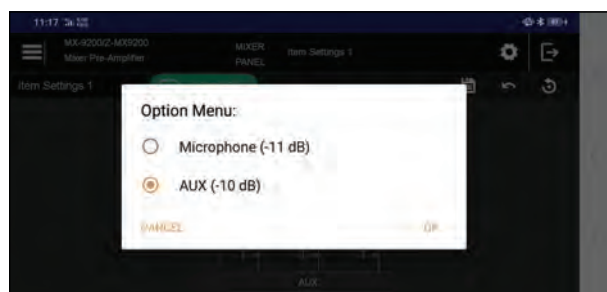 11:17
MX-9200/Z-MX9200
Mixer Pre-Amplifier
MIXER
PANEL
Item Settings 1
Item Settings 1
Option Menu:
Microphone (-11 dB)
AUX (-10 dB)
CANCEL
OK
AUX